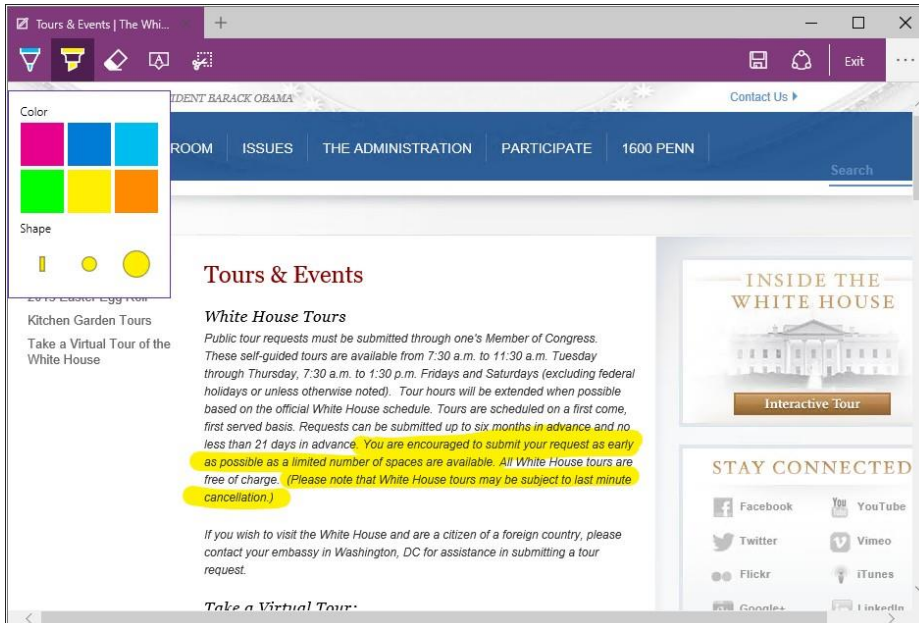 Tours & Events | The Whi...
Exit
Color
Shape
IDENT BARACK OBAMA
Contact Us
ROOM
ISSUES
THE ADMINISTRATION
PARTICIPATE
1600 PENN
Search
Kitchen Garden Tours
Take a Virtual Tour of the
White House
Tours & Events
White House Tours
Public tour requests must be submitted through one's Member of Congress.
These self-guided tours are available from 7:30 a.m. to 11:30 a.m. Tuesday
through Thursday, 7:30 a.m. to 1:30 p.m. Fridays and Saturdays (excluding federal
holidays or unless otherwise noted). Tour hours will be extended when possible
based on the official White House schedule. Tours are scheduled on a first come,
first served basis. Requests can be submitted up to six months in advance and no
less than 21 days in advance. You are encouraged to submit your request as early
as possible as a limited number of spaces are available. All White House tours are
free of charge. (Please note that White House tours may be subject to last minute
cancellation.)
If you wish to visit the White House and are a citizen of a foreign country, please
contact your embassy in Washington, DC for assistance in submitting a tour
request.
Take a Virtual Tour:
INSIDE THE
WHITE HOUSE
Interactive Tour
STAY CONNECTED
Facebook
YouTube
Twitter
Vimeo
Flickr
iTunes
Google+
LinkedIn